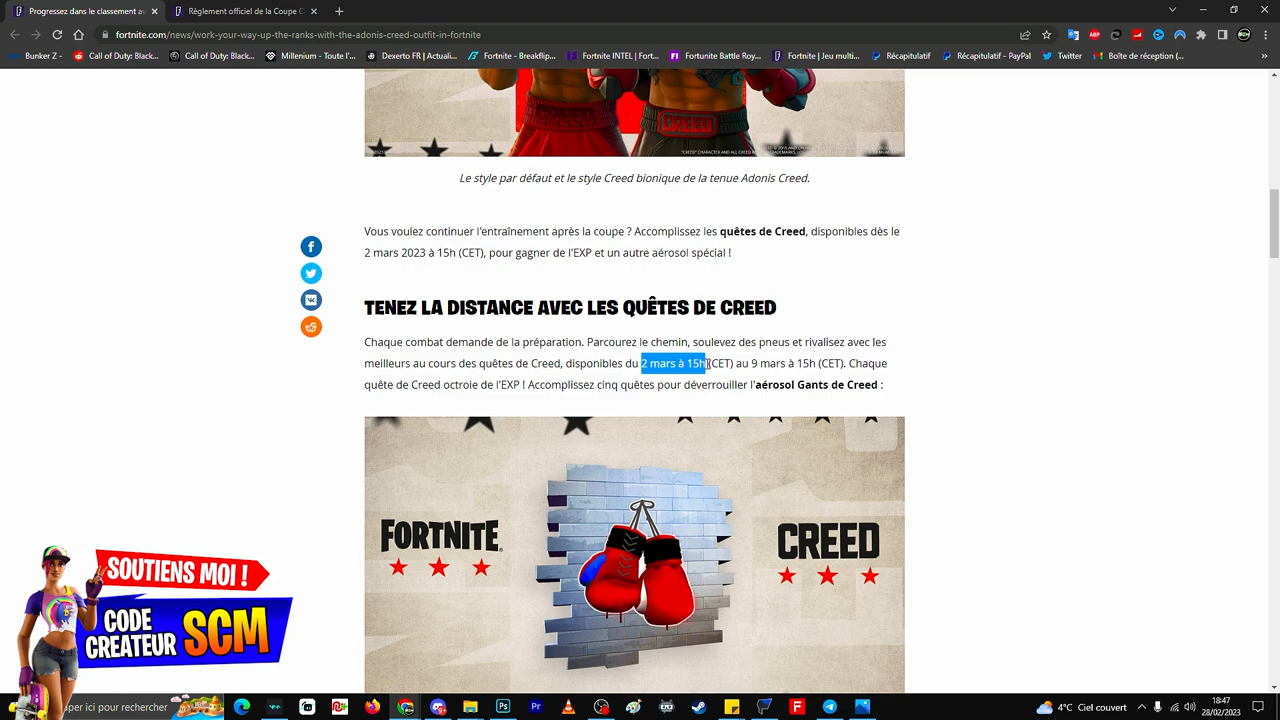 Progressez dans le classement av
Règlement officiel de la Coupe C
fortnite.com/news/work-your-way-up-the-ranks-with-the-adonis-creed-outfit-in-fortnite
Bunker Z -
Call of Duty: Black...
Call of Duty: Black...
Millenium - Toute l'...
Dexerto FR | Actuali...
Fortnite - Breakflip...
Fortnite INTEL | Fort...
Fortunite Battle Roy...
Fortnite | Jeu multi...
Récapitulatif
Récapitulatif - PayPal
Twitter
Boîte de réception (...
CREED
Le style par défaut et le style Creed bionique de la tenue Adonis Creed.
Vous voulez continuer l'entraînement après la coupe ? Accomplissez les quêtes de Creed, disponibles dès le
2 mars 2023 à 15h (CET), pour gagner de l'EXP et un autre aérosol spécial !
TENEZ LA DISTANCE AVEC LES QUÊTES DE CREED
Chaque combat demande de la préparation. Parcourez le chemin, soulevez des pneus et rivalisez avec les
meilleurs au cours des quêtes de Creed, disponibles du 2 mars à 15h (CET) au 9 mars à 15h (CET). Chaque
quête de Creed octroie de l'EXP ! Accomplissez cinq quêtes pour déverrouiller l'aérosol Gants de Creed :
FORTNITE
CREED
SOUTIENS MOI !
CODE
CREATEUR SCM
aper ici pour rechercher
4°C Ciel couvert
18:47
28/02/2023